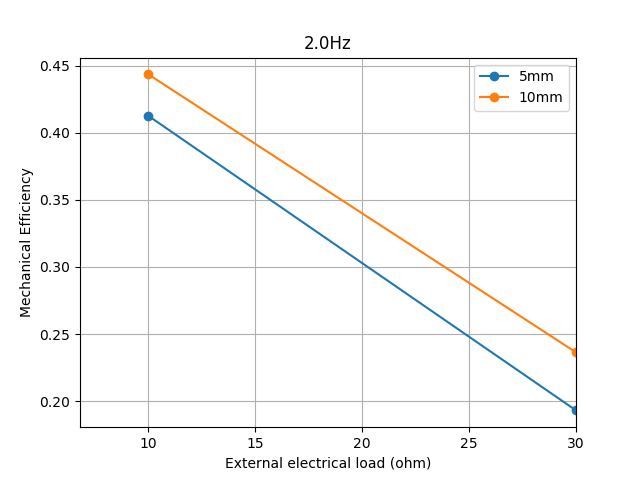 2.0Hz
5mm
10mm
Mechanical Efficiency
0.45
0.40
0.35
0.30
0.25
0.20
10 15 20 25 30
External electrical load (ohm)